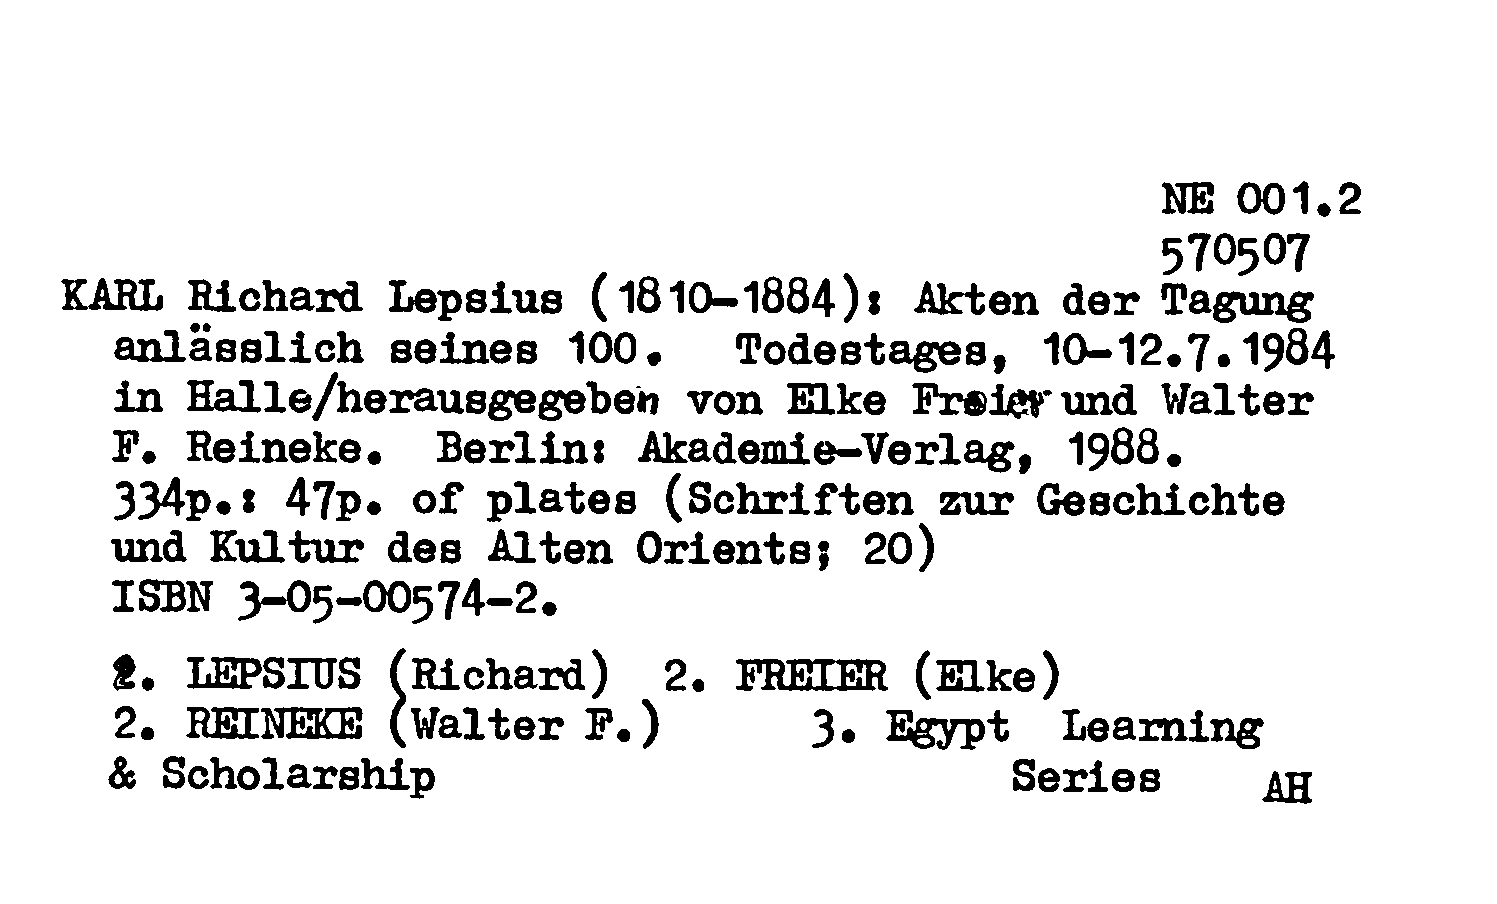 NE 001.2
570507
KARL Richard Lepsius (1810-1884): Akten der Tagung
anlässlich seines 100. Todestages, 10-12.7.1984
in Halle/herausgegeben von Elke Freier und Walter
F. Reineke. Berlin: Akademie-Verlag, 1988.
334p.: 47p. of plates (Schriften zur Geschichte
und Kultur des Alten Orients; 20)
ISBN 3-05-00574-2.
2. LEPSIUS (Richard) 2. FREIER (Elke)
2. REINEKE (Walter F.) 3. Egypt Learning
& Scholarship Series AH